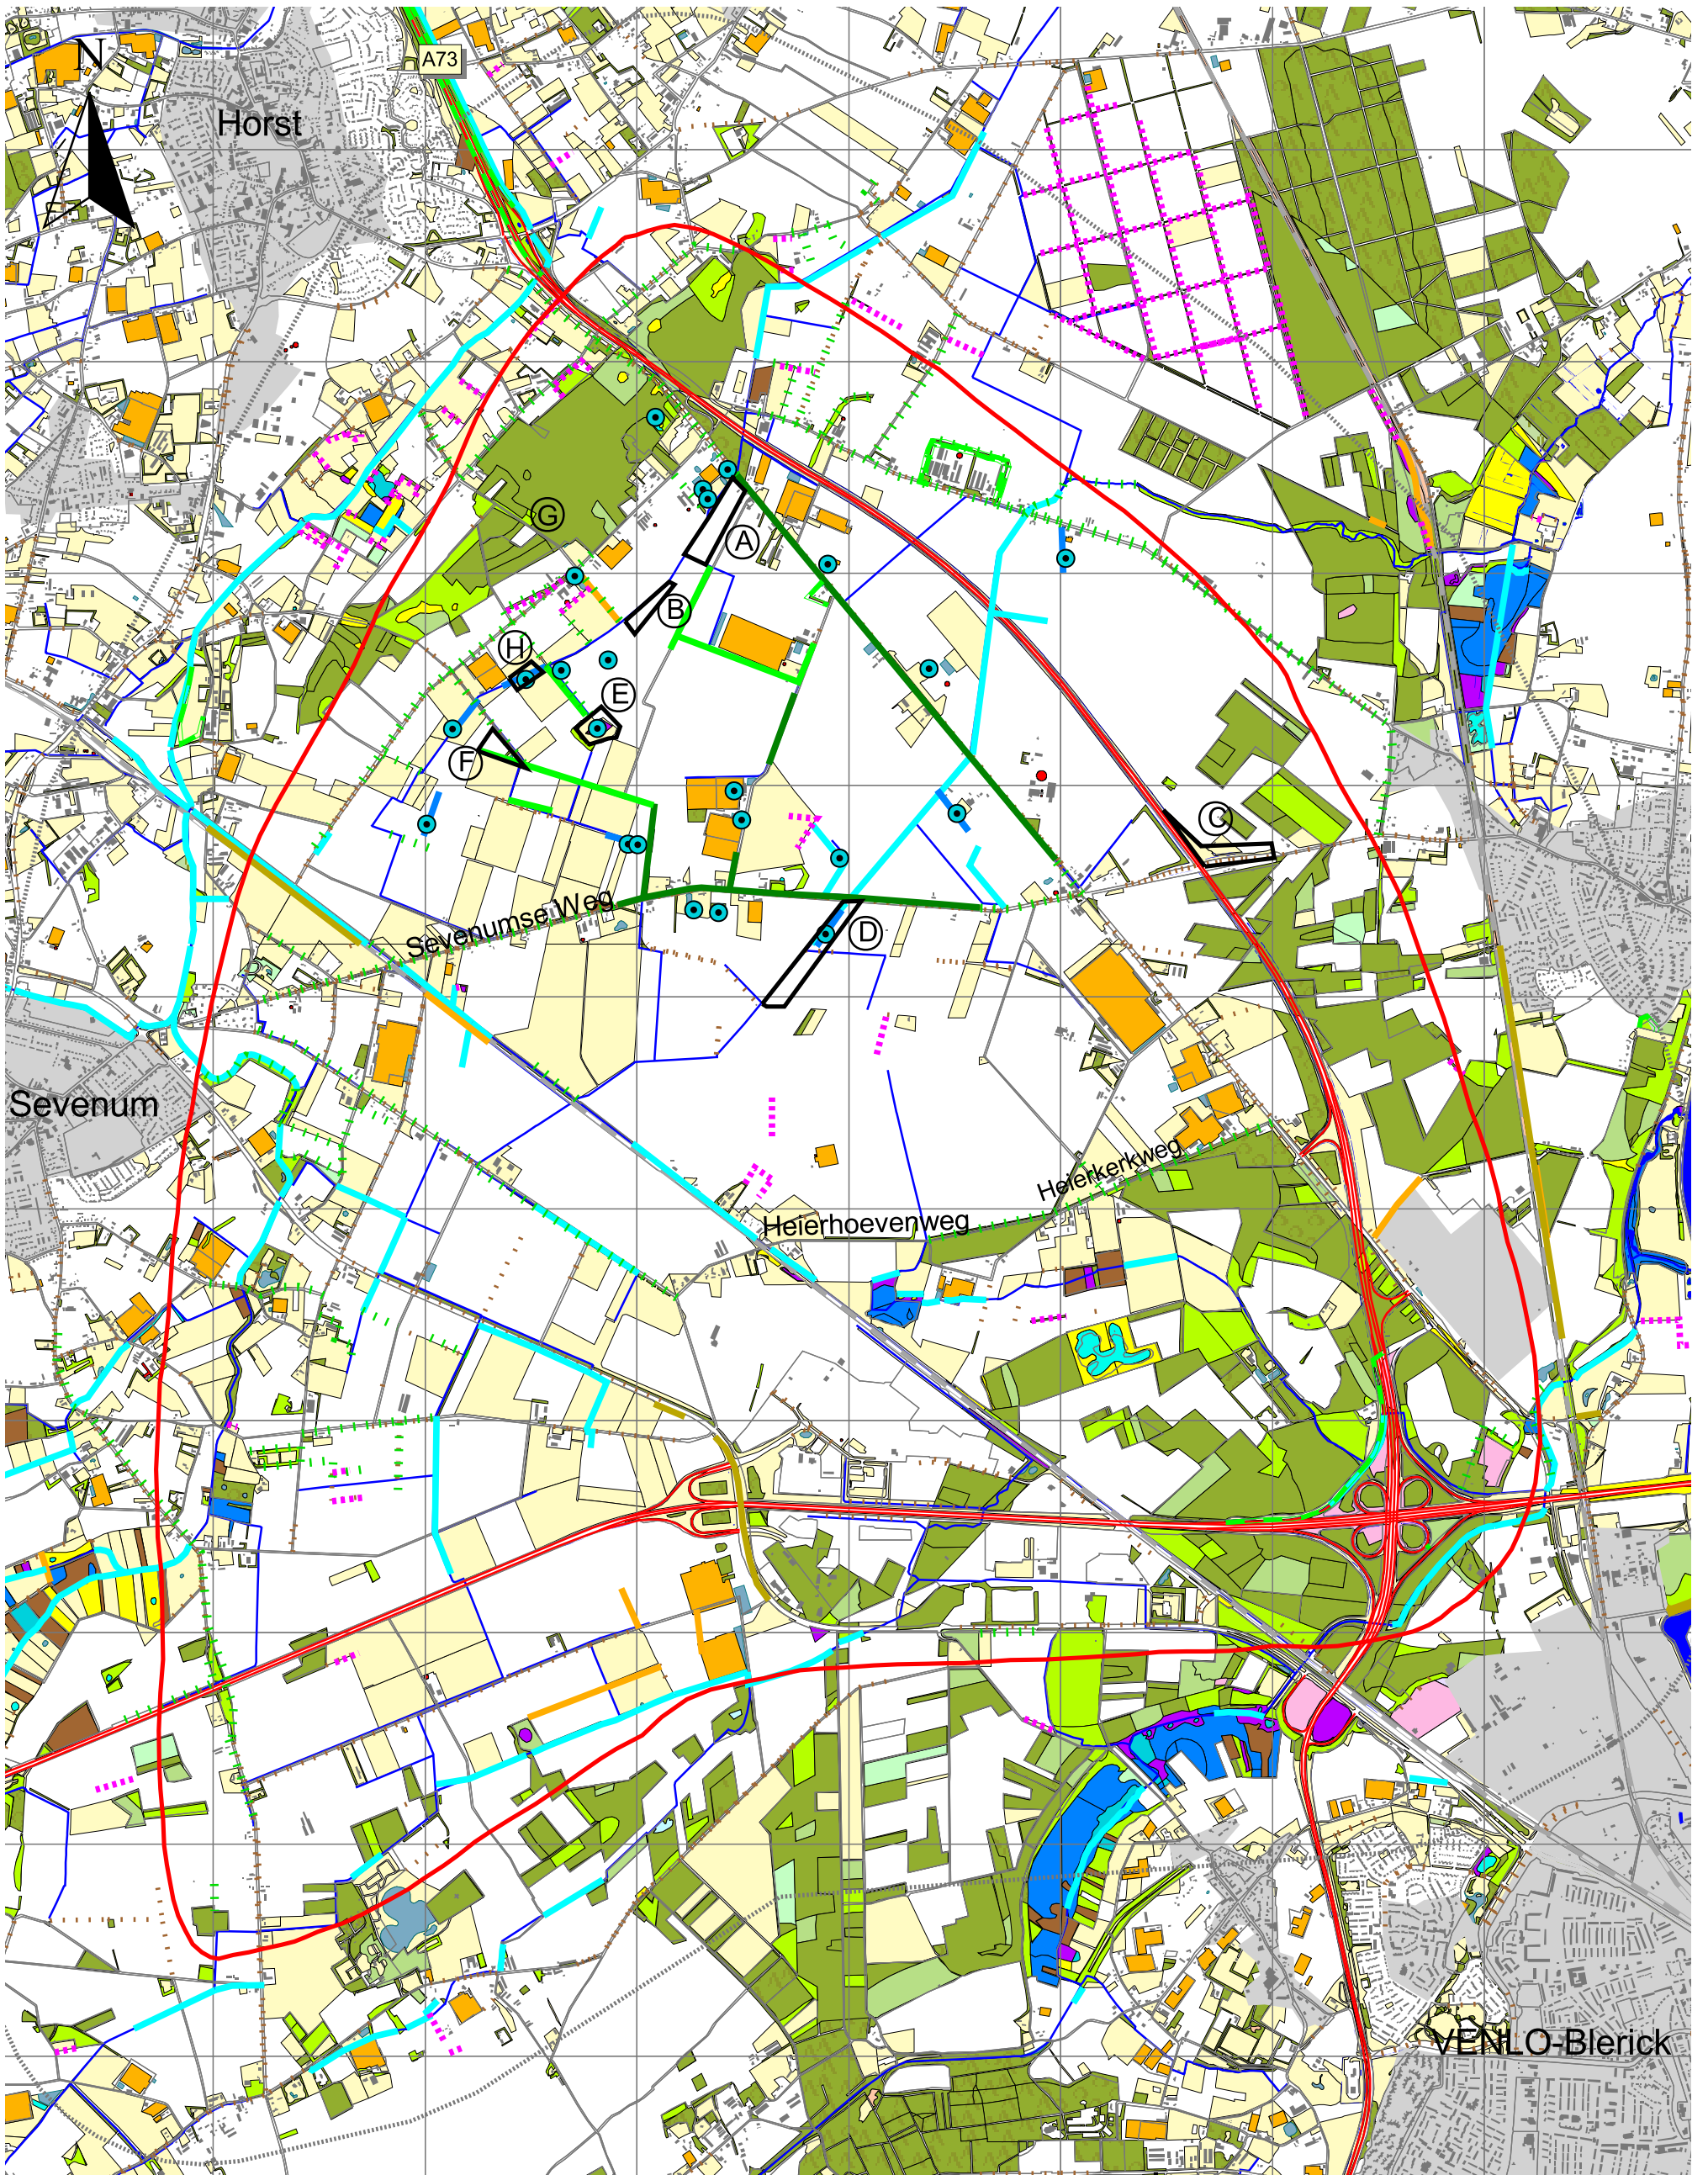 A73
N
Horst
G
A
B
H
E
F
C
Sevenumse Weg
D
Sevenum
Heierkerkweg
Heierhoevenweg
VENLO-Blerick